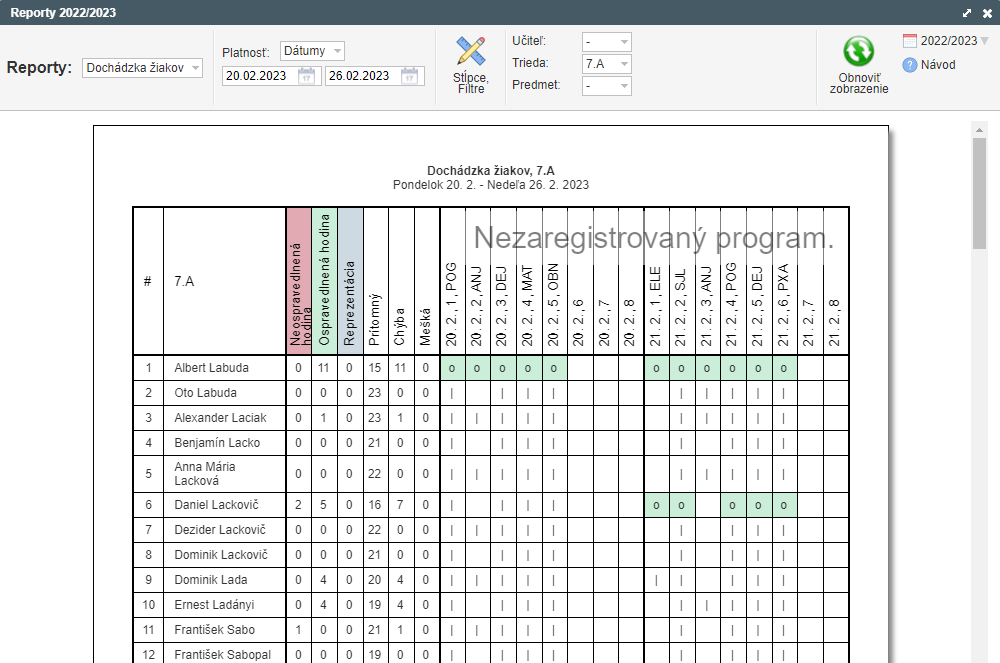 Reporty 2022/2023
Reporty:
Dochádzka žiakov
Platnosť:
Dátumy
20.02.2023
17
26.02.2023
17
Stĺpce,
Filtre
Učiteľ:
-
Trieda:
7.A
Predmet:
-
Obnoviť
zobrazenie
2022/2023
? Návod
Dochádzka žiakov, 7.A
Pondelok 20. 2. - Nedeľa 26. 2. 2023
Nezaregistrovaný program.
#
7.A
Neospravedlnená
hodina
Ospravedlnená hodina
Reprezentácia
Prítomný
Chýba
Mešká
20. 2., 1, POG
20. 2., 2, ANJ
20. 2., 3, DEJ
20. 2., 4, MAT
20. 2., 5, OBN
20. 2., 6
20. 2., 7
20. 2., 8
21. 2., 1, ELE
21. 2., 2, SJL
21. 2., 3, ANJ
21. 2., 4, POG
21. 2., 5, DEJ
21. 2., 6, PXA
21. 2., 7
21. 2., 8
1 Albert Labuda 0 11 0 15 11 0 o o o o o o o o o o o
2 Oto Labuda 0 0 0 23 0 0 | | | | | | | | |
3 Alexander Laciak 0 1 0 23 1 0 | | | | | | | | | |
4 Benjamín Lacko 0 0 0 21 0 0 | | | | | | | |
5 Anna Mária
Lacková 0 0 0 22 0 0 | | | | | | | | | |
6 Daniel Lackovič 2 5 0 16 7 0 | | | | o o o o o
7 Dezider Lackovič 0 0 0 22 0 0 | | | | | | | | |
8 Dominik Lackovič 0 0 0 21 0 0 | | | | | | | |
9 Dominik Lada 0 4 0 20 4 0 | | | | | | | | | |
10 Ernest Ladányi 0 4 0 19 4 0 | | | | | | | | |
11 František Sabo 1 0 0 21 1 0 | | | | | | | | |
12 František Sabopal 0 0 0 19 0 0 | | | | | | | |